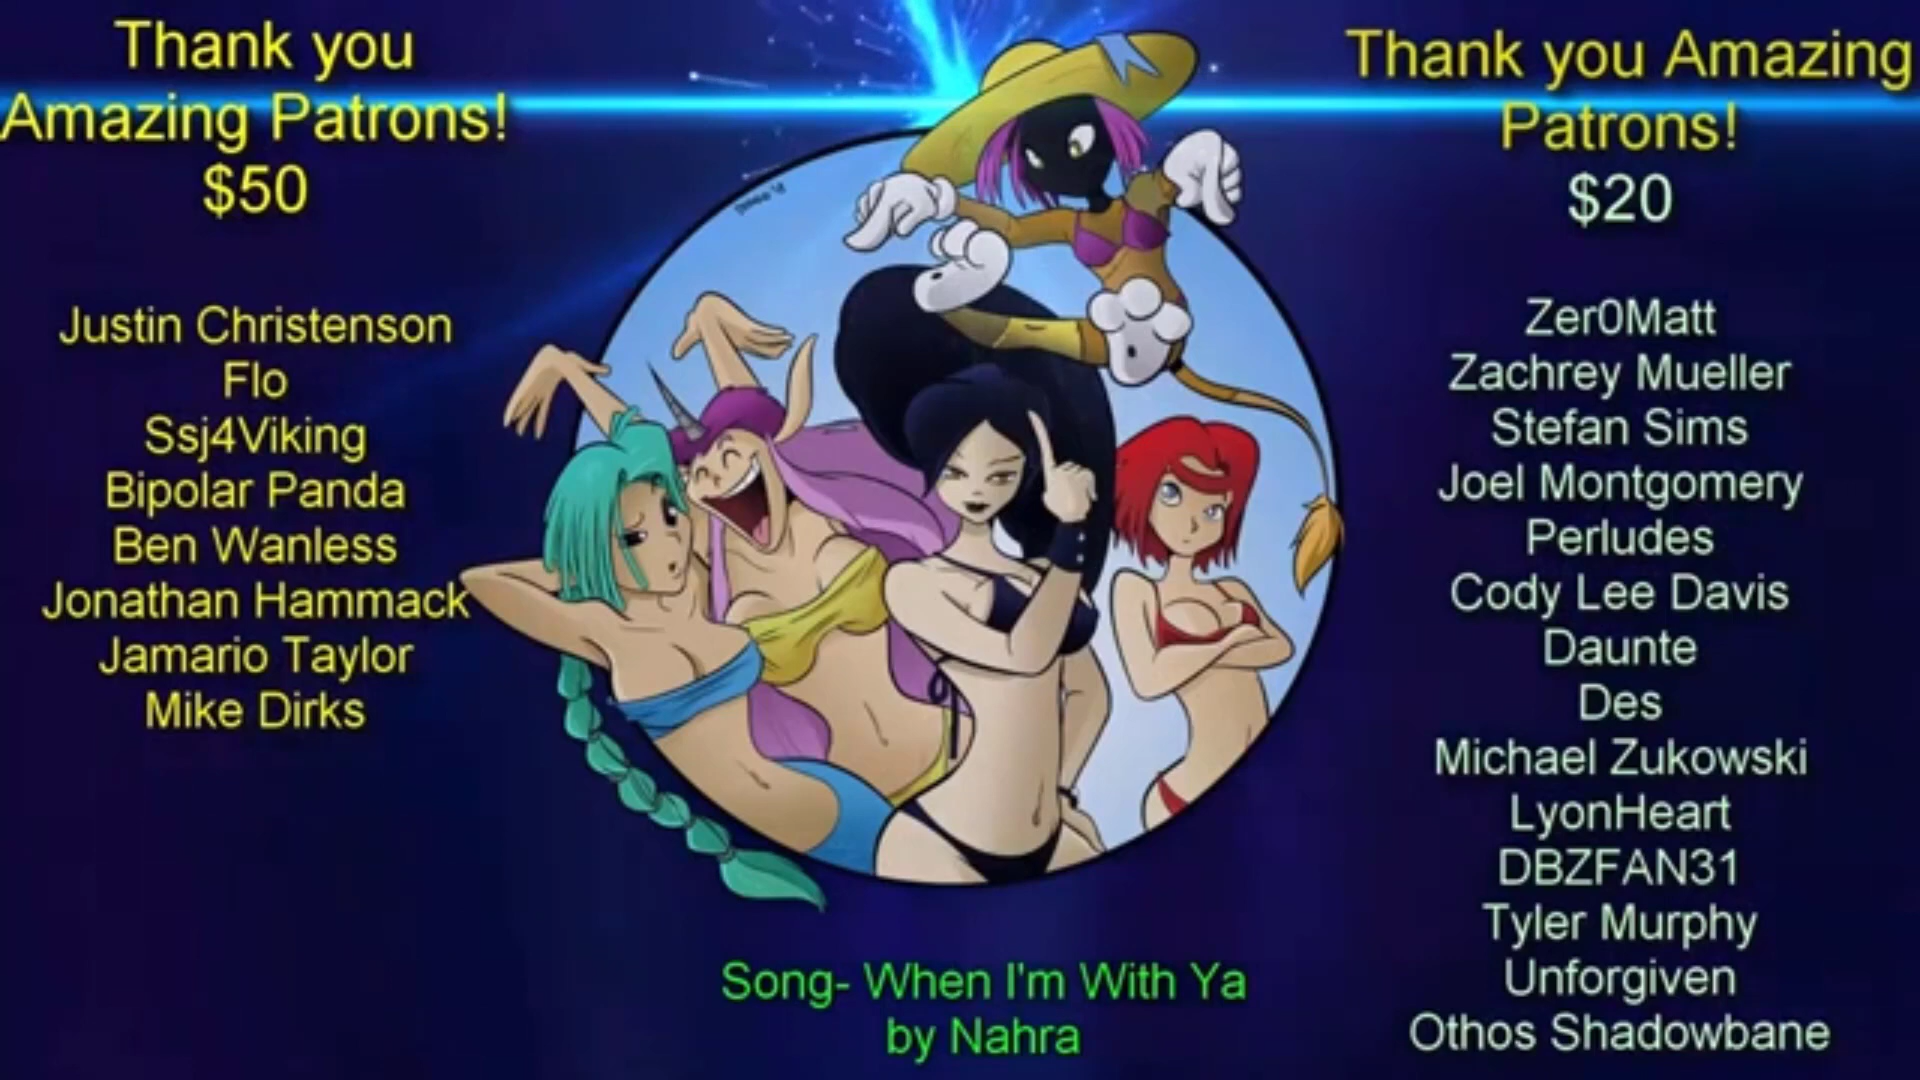 Thank you
Amazing Patrons!
$50
Justin Christenson
Flo
Ssj4Viking
Bipolar Panda
Ben Wanless
Jonathan Hammack
Jamario Taylor
Mike Dirks
Thank you Amazing
Patrons!
$20
Zer0Matt
Zachrey Mueller
Stefan Sims
Joel Montgomery
Perludes
Cody Lee Davis
Daunte
Des
Michael Zukowski
LyonHeart
DBZFAN31
Tyler Murphy
Unforgiven
Othos Shadowbane
Song- When I'm With Ya
by Nahra